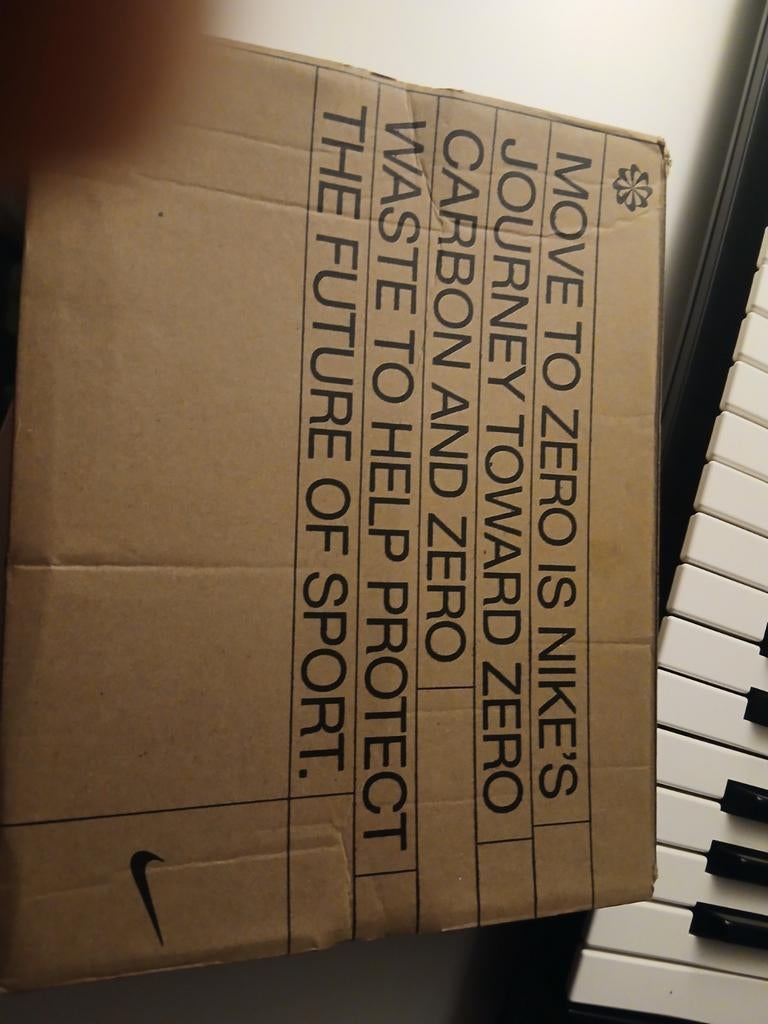 MOVE TO ZERO IS NIKE'S
JOURNEY TOWARD ZERO
CARBON AND ZERO
WASTE TO HELP PROTECT
THE FUTURE OF SPORT.